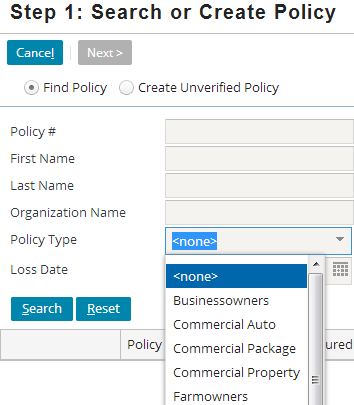 Step 1: Search or Create Policy
Cancel Next >
Find Policy Create Unverified Policy
Policy #
First Name
Last Name
Organization Name
Policy Type <none>
Loss Date <none>
Businessowners
Search Reset Commercial Auto
Policy Commercial Package ured
Commercial Property
Farmowners